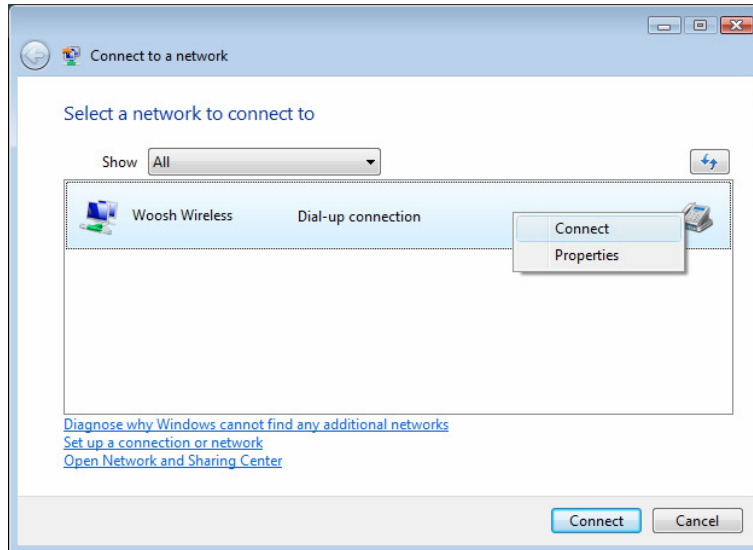 Connect to a network
Select a network to connect to
Show All
Woosh Wireless Dial-up connection
Connect
Properties
Diagnose why Windows cannot find any additional networks
Set up a connection or network
Open Network and Sharing Center
Connect Cancel